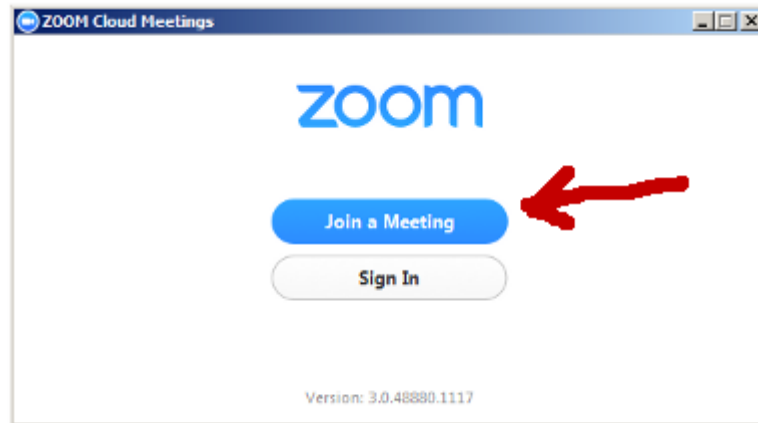 ZOOM Cloud Meetings
zoom
Join a Meeting
Sign In
Version: 3.0.48880.1117